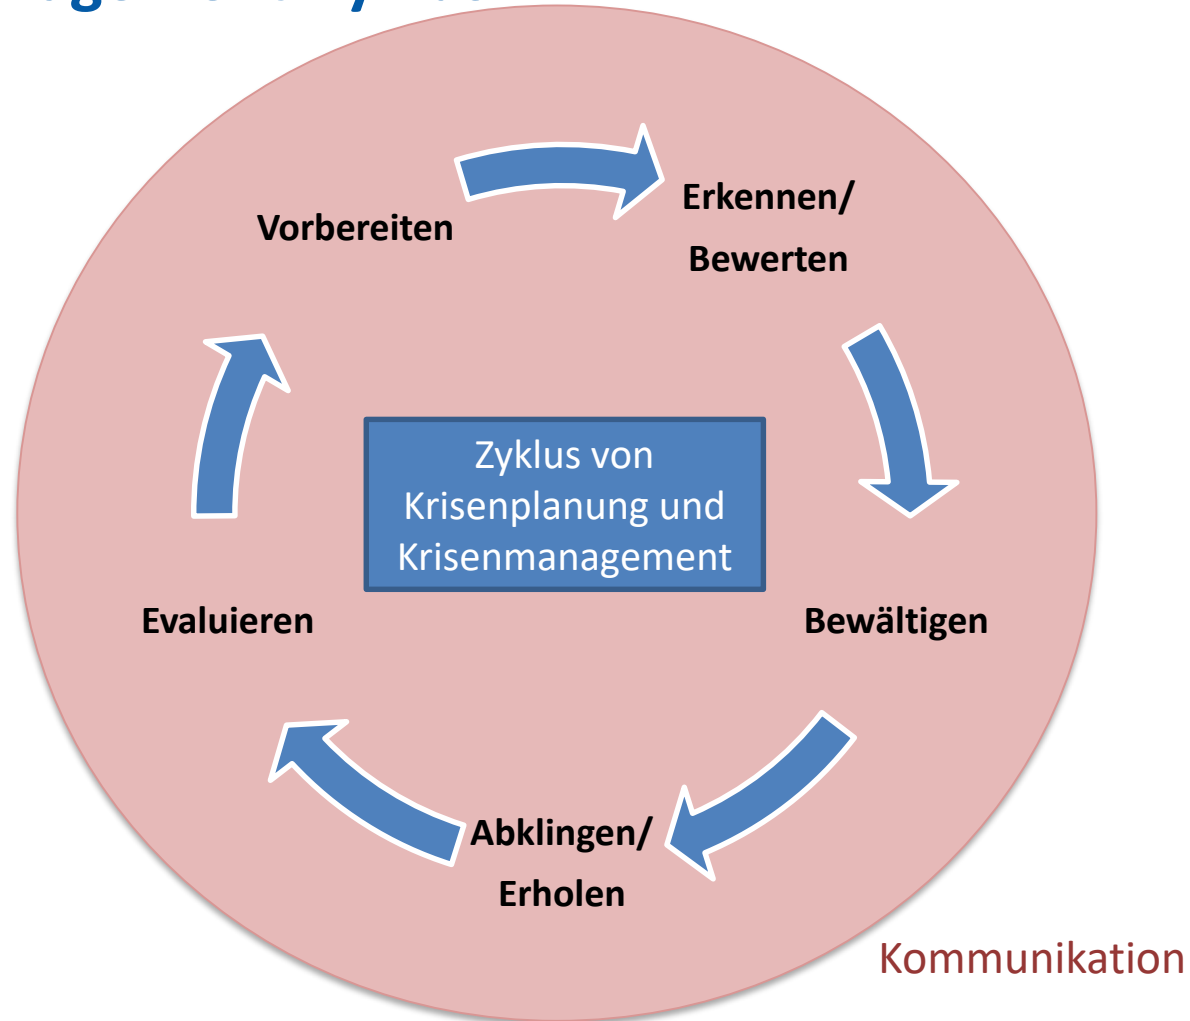 Vorbereiten
Erkennen/
Bewerten
Zyklus von
Krisenplanung und
Krisenmanagement
Evaluieren
Bewältigen
Abklingen/
Erholen
Kommunikation